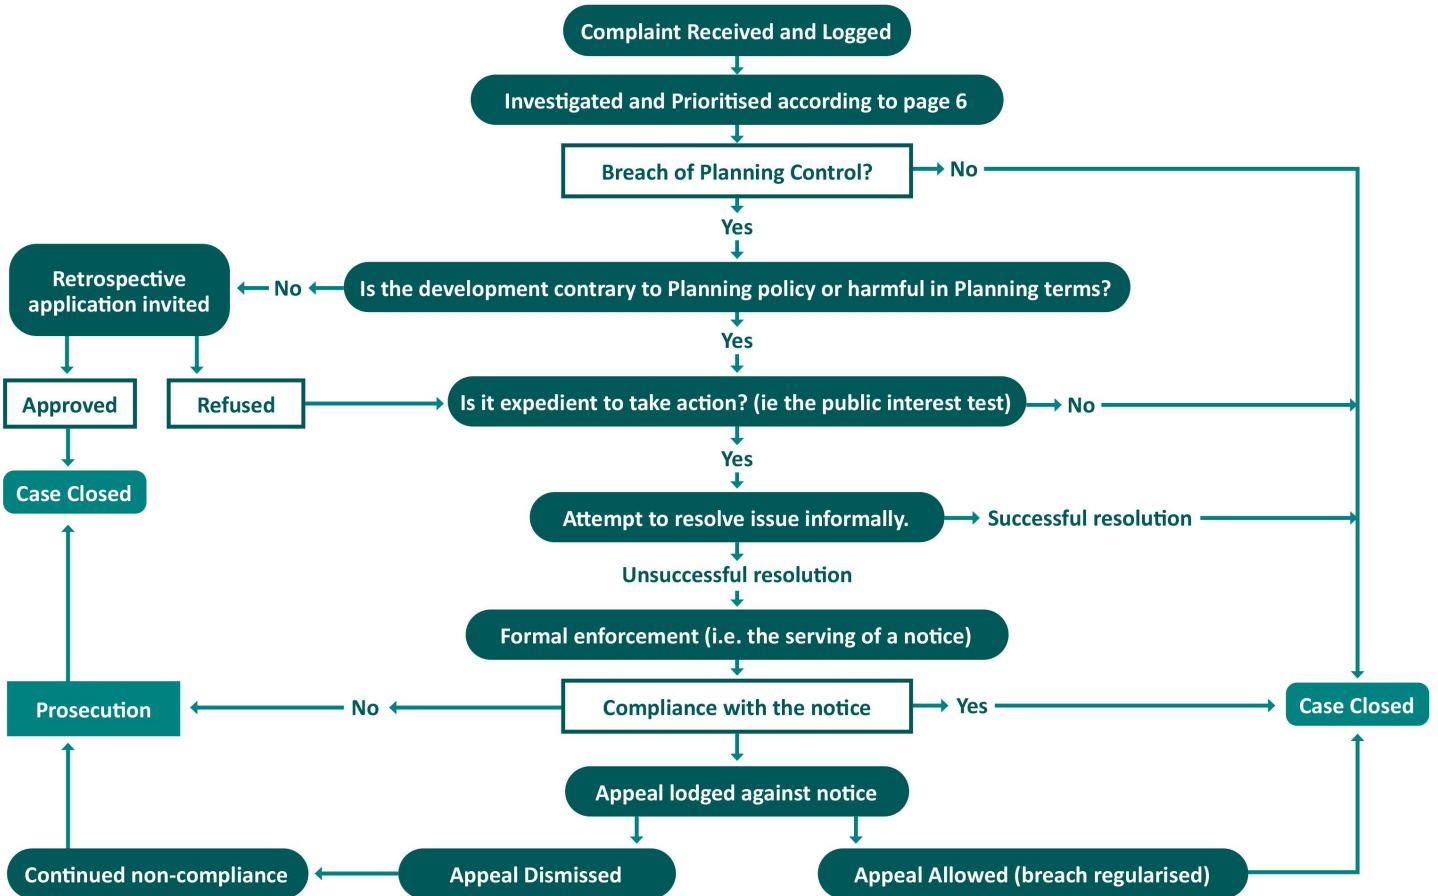 Complaint Received and Logged
Investigated and Prioritised according to page 6
Breach of Planning Control?
No
Yes
Retrospective
application invited
No
Is the development contrary to Planning policy or harmful in Planning terms?
Yes
Approved
Refused
Is it expedient to take action? (ie the public interest test)
No
Yes
Case Closed
Attempt to resolve issue informally.
Successful resolution
Unsuccessful resolution
Formal enforcement (i.e. the serving of a notice)
Prosecution
No
Compliance with the notice
Yes
Case Closed
Appeal lodged against notice
Continued non-compliance
Appeal Dismissed
Appeal Allowed (breach regularised)